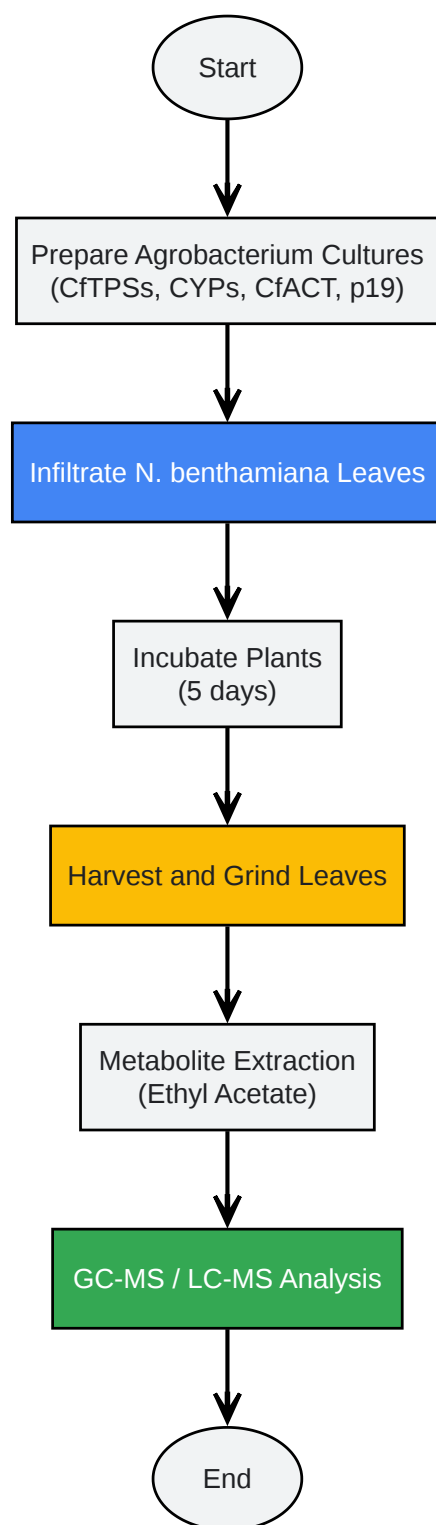 Start
Prepare Agrobacterium Cultures
(CfTPSs, CYPs, CfACT, p19)
Infiltrate N. benthamiana Leaves
Incubate Plants
(5 days)
Harvest and Grind Leaves
Metabolite Extraction
(Ethyl Acetate)
GC-MS / LC-MS Analysis
End